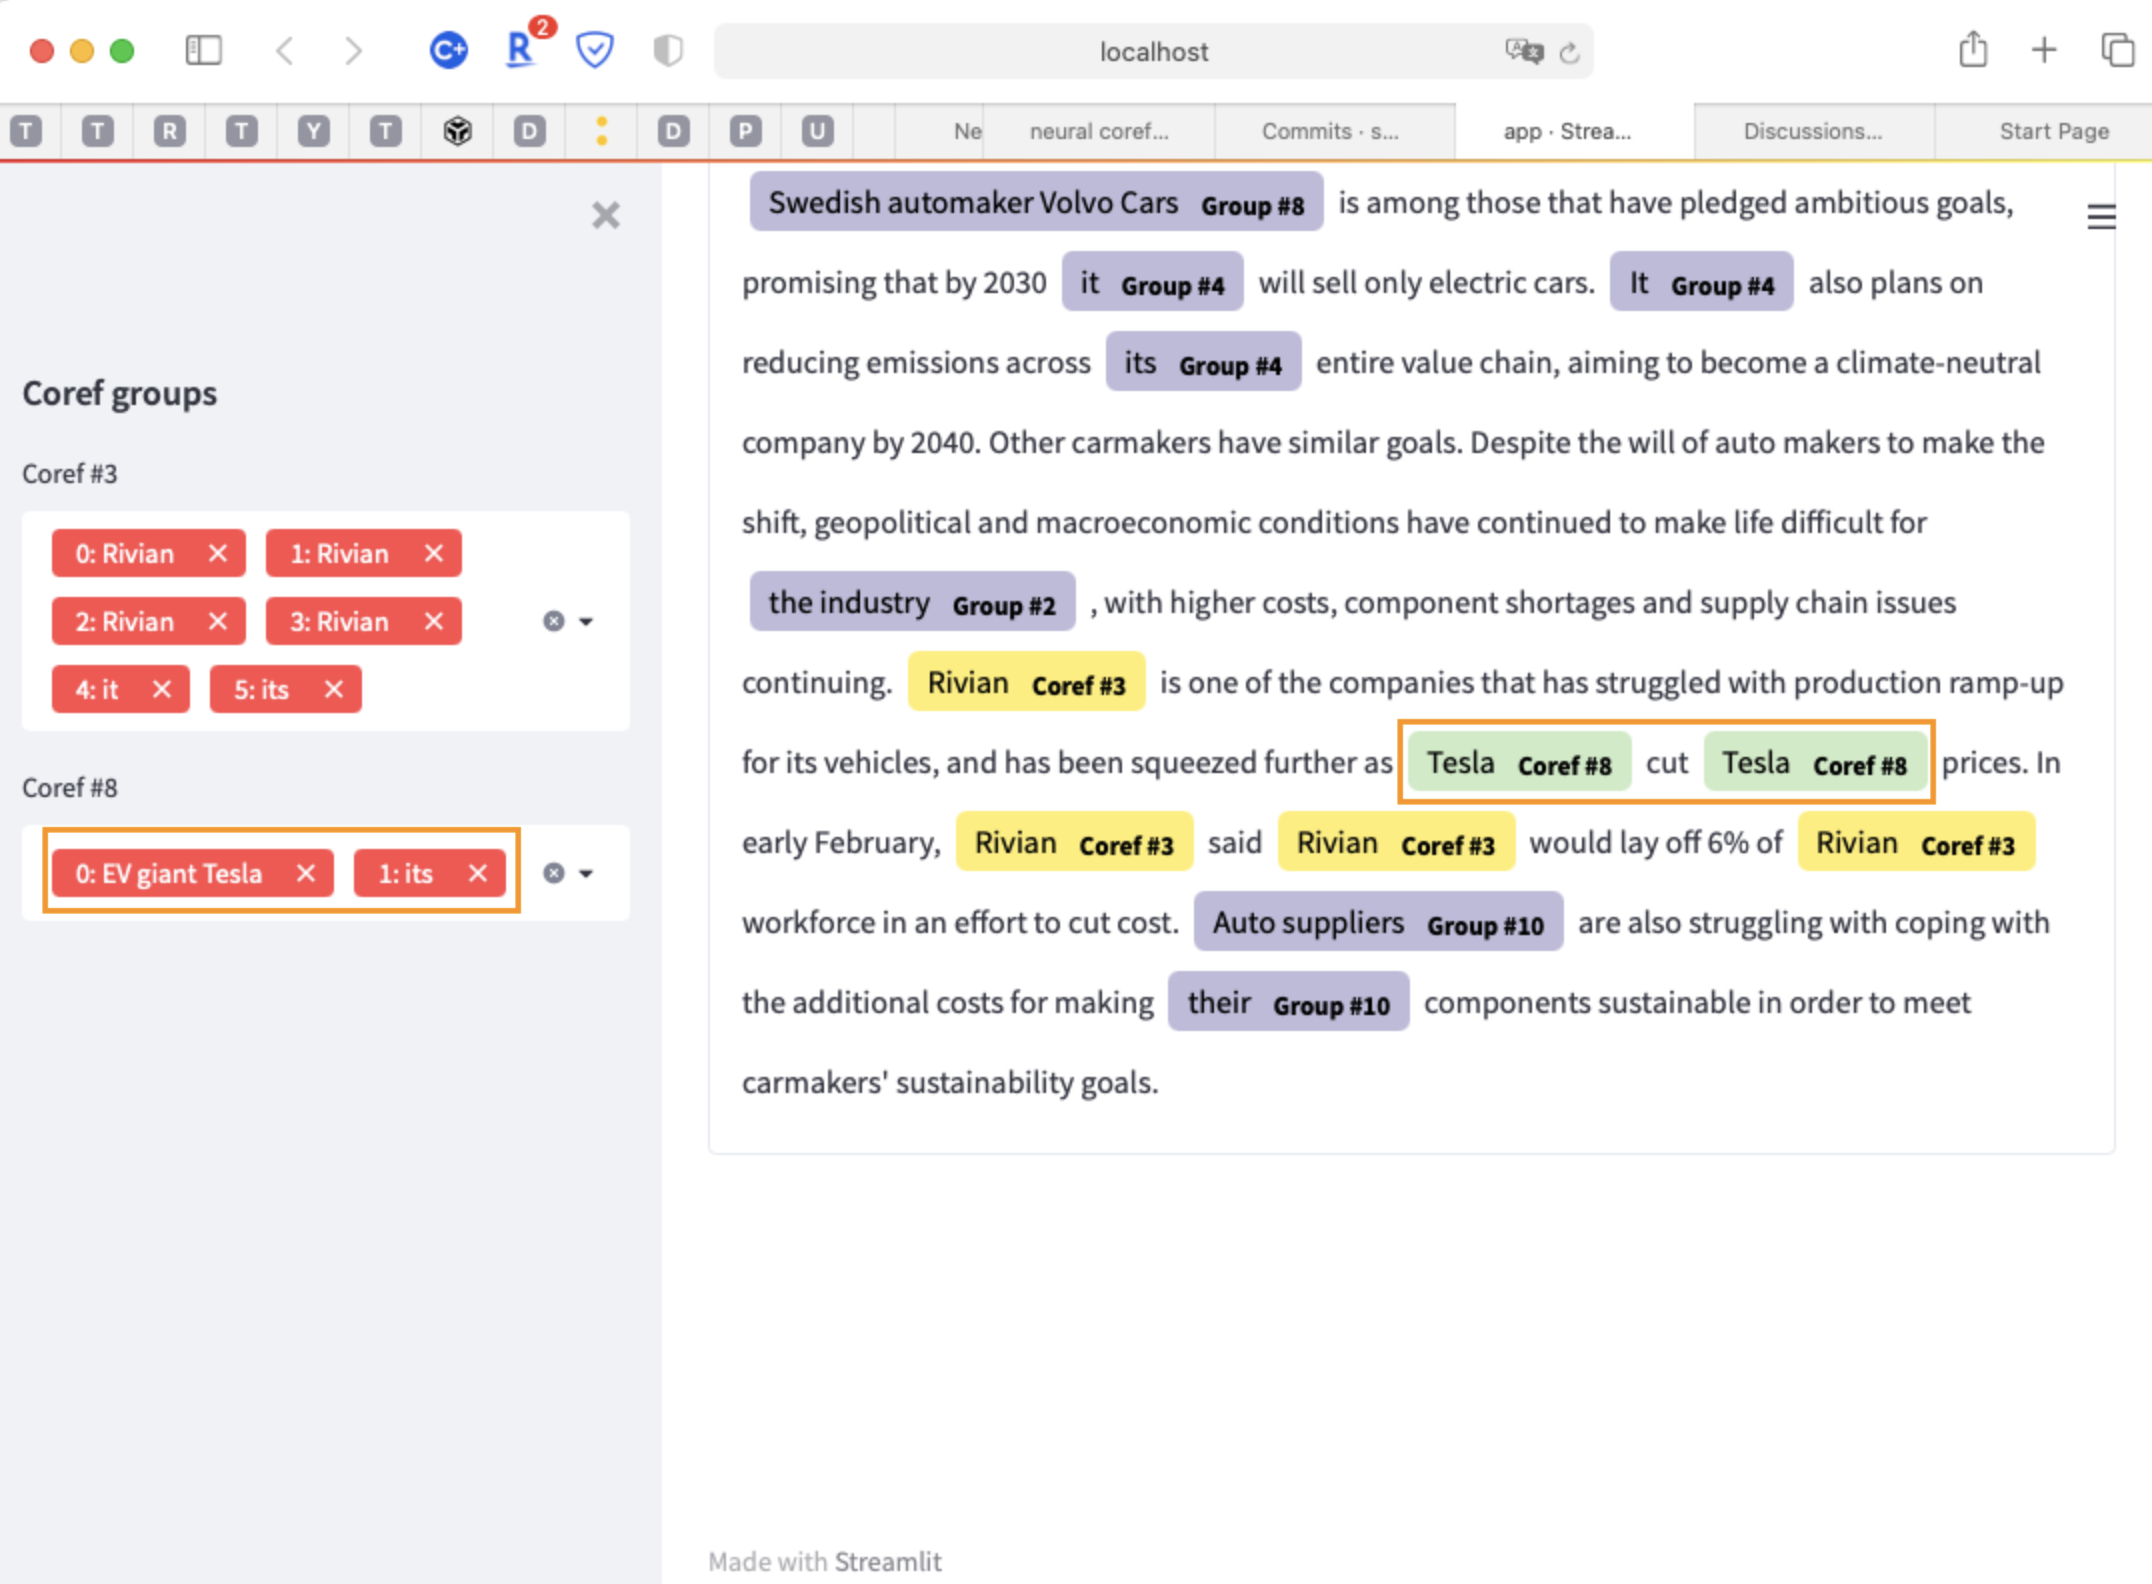 2
localhost
T T R T Y T D D P U Ne neural coref... Commits · s... app · Strea... Discussions... Start Page
Coref groups
Coref #3
0: Rivian 1: Rivian
2: Rivian 3: Rivian
4: it 5: its
Coref #8
0: EV giant Tesla 1: its
Swedish automaker Volvo Cars Group #8 is among those that have pledged ambitious goals,
promising that by 2030 it Group #4 will sell only electric cars. It Group #4 also plans on
reducing emissions across its Group #4 entire value chain, aiming to become a climate-neutral
company by 2040. Other carmakers have similar goals. Despite the will of auto makers to make the
shift, geopolitical and macroeconomic conditions have continued to make life difficult for
the industry Group #2 , with higher costs, component shortages and supply chain issues
continuing. Rivian Coref #3 is one of the companies that has struggled with production ramp-up
for its vehicles, and has been squeezed further as Tesla Coref #8 cut Tesla Coref #8 prices. In
early February, Rivian Coref #3 said Rivian Coref #3 would lay off 6% of Rivian Coref #3
workforce in an effort to cut cost. Auto suppliers Group #10 are also struggling with coping with
the additional costs for making their Group #10 components sustainable in order to meet
carmakers' sustainability goals.
Made with Streamlit